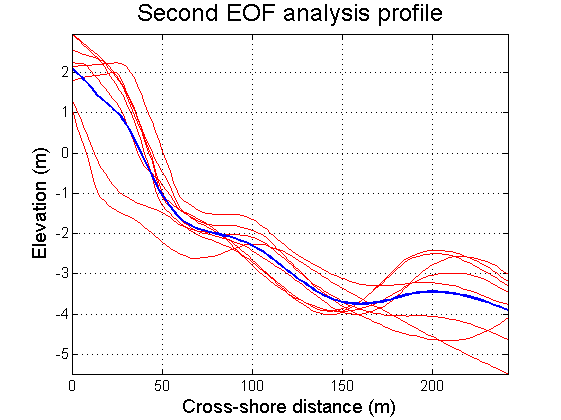 Second EOF analysis profile
2
1
0
-1
-2
-3
-4
-5
Elevation (m)
0 50 100 150 200
Cross-shore distance (m)